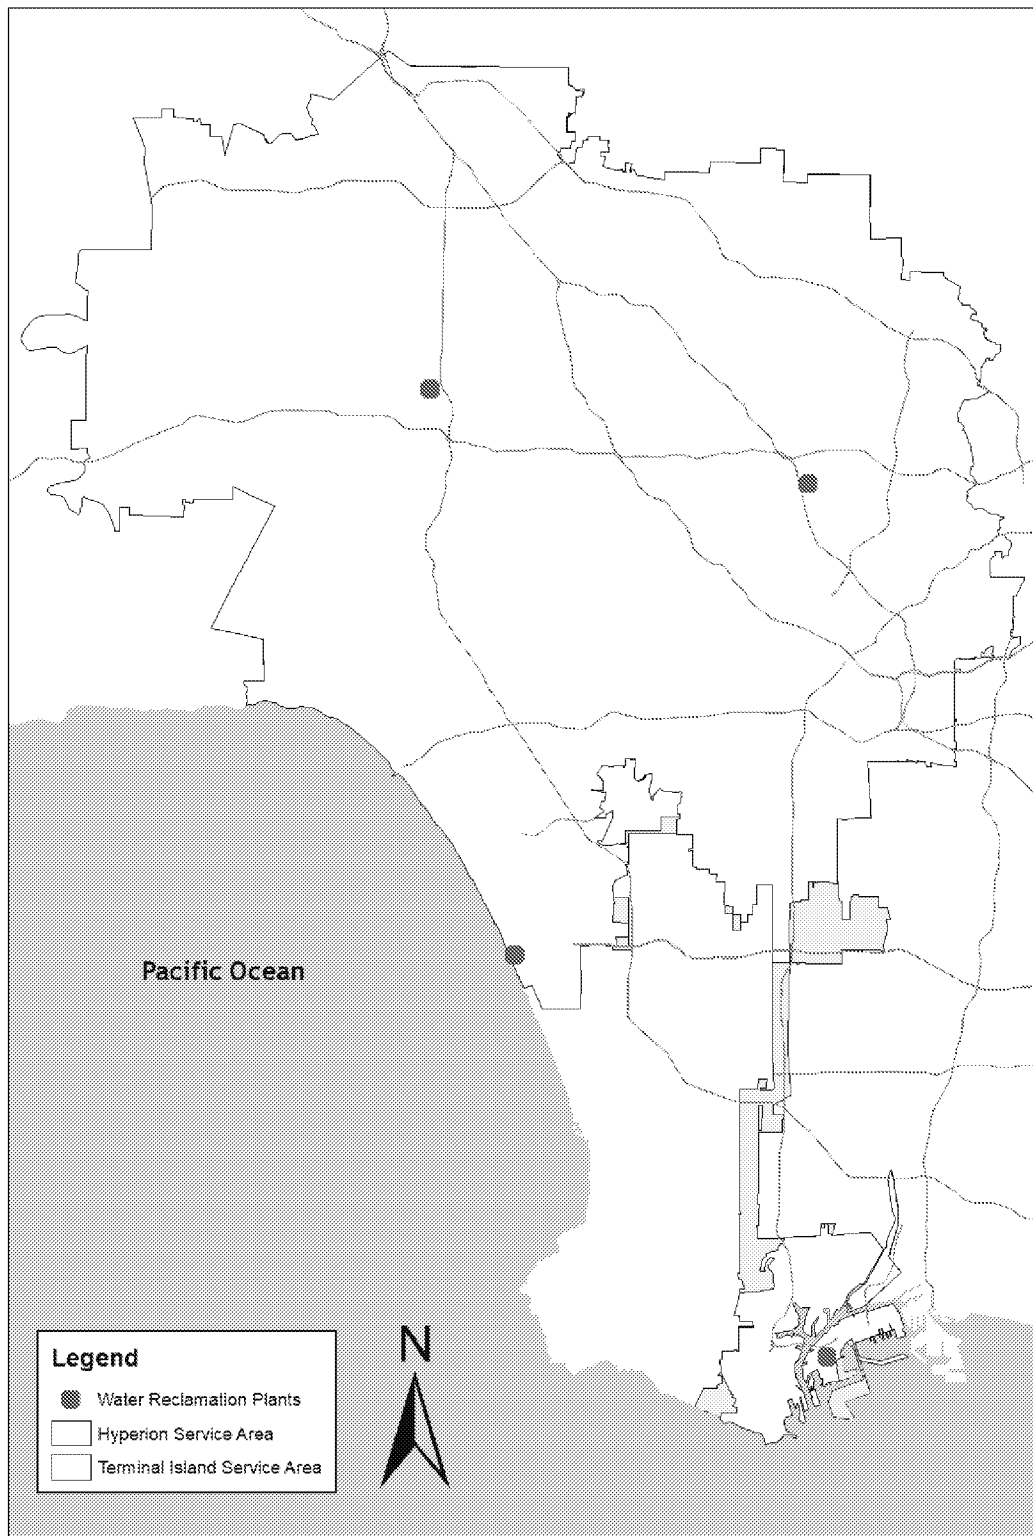 Pacific Ocean
N
Legend
Water Reclamation Plants
Hyperion Service Area
Terminal Island Service Area